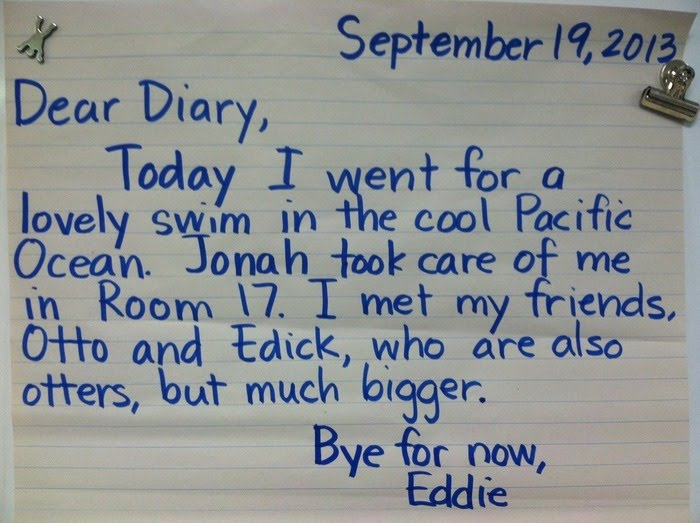 September 19, 2013
Dear Diary,
Today I went for a
lovely swim in the cool Pacific
Ocean. Jonah took care of me
in Room 17. I met my friends,
Otto and Edick, who are also
otters, but much bigger.
Bye for now,
Eddie